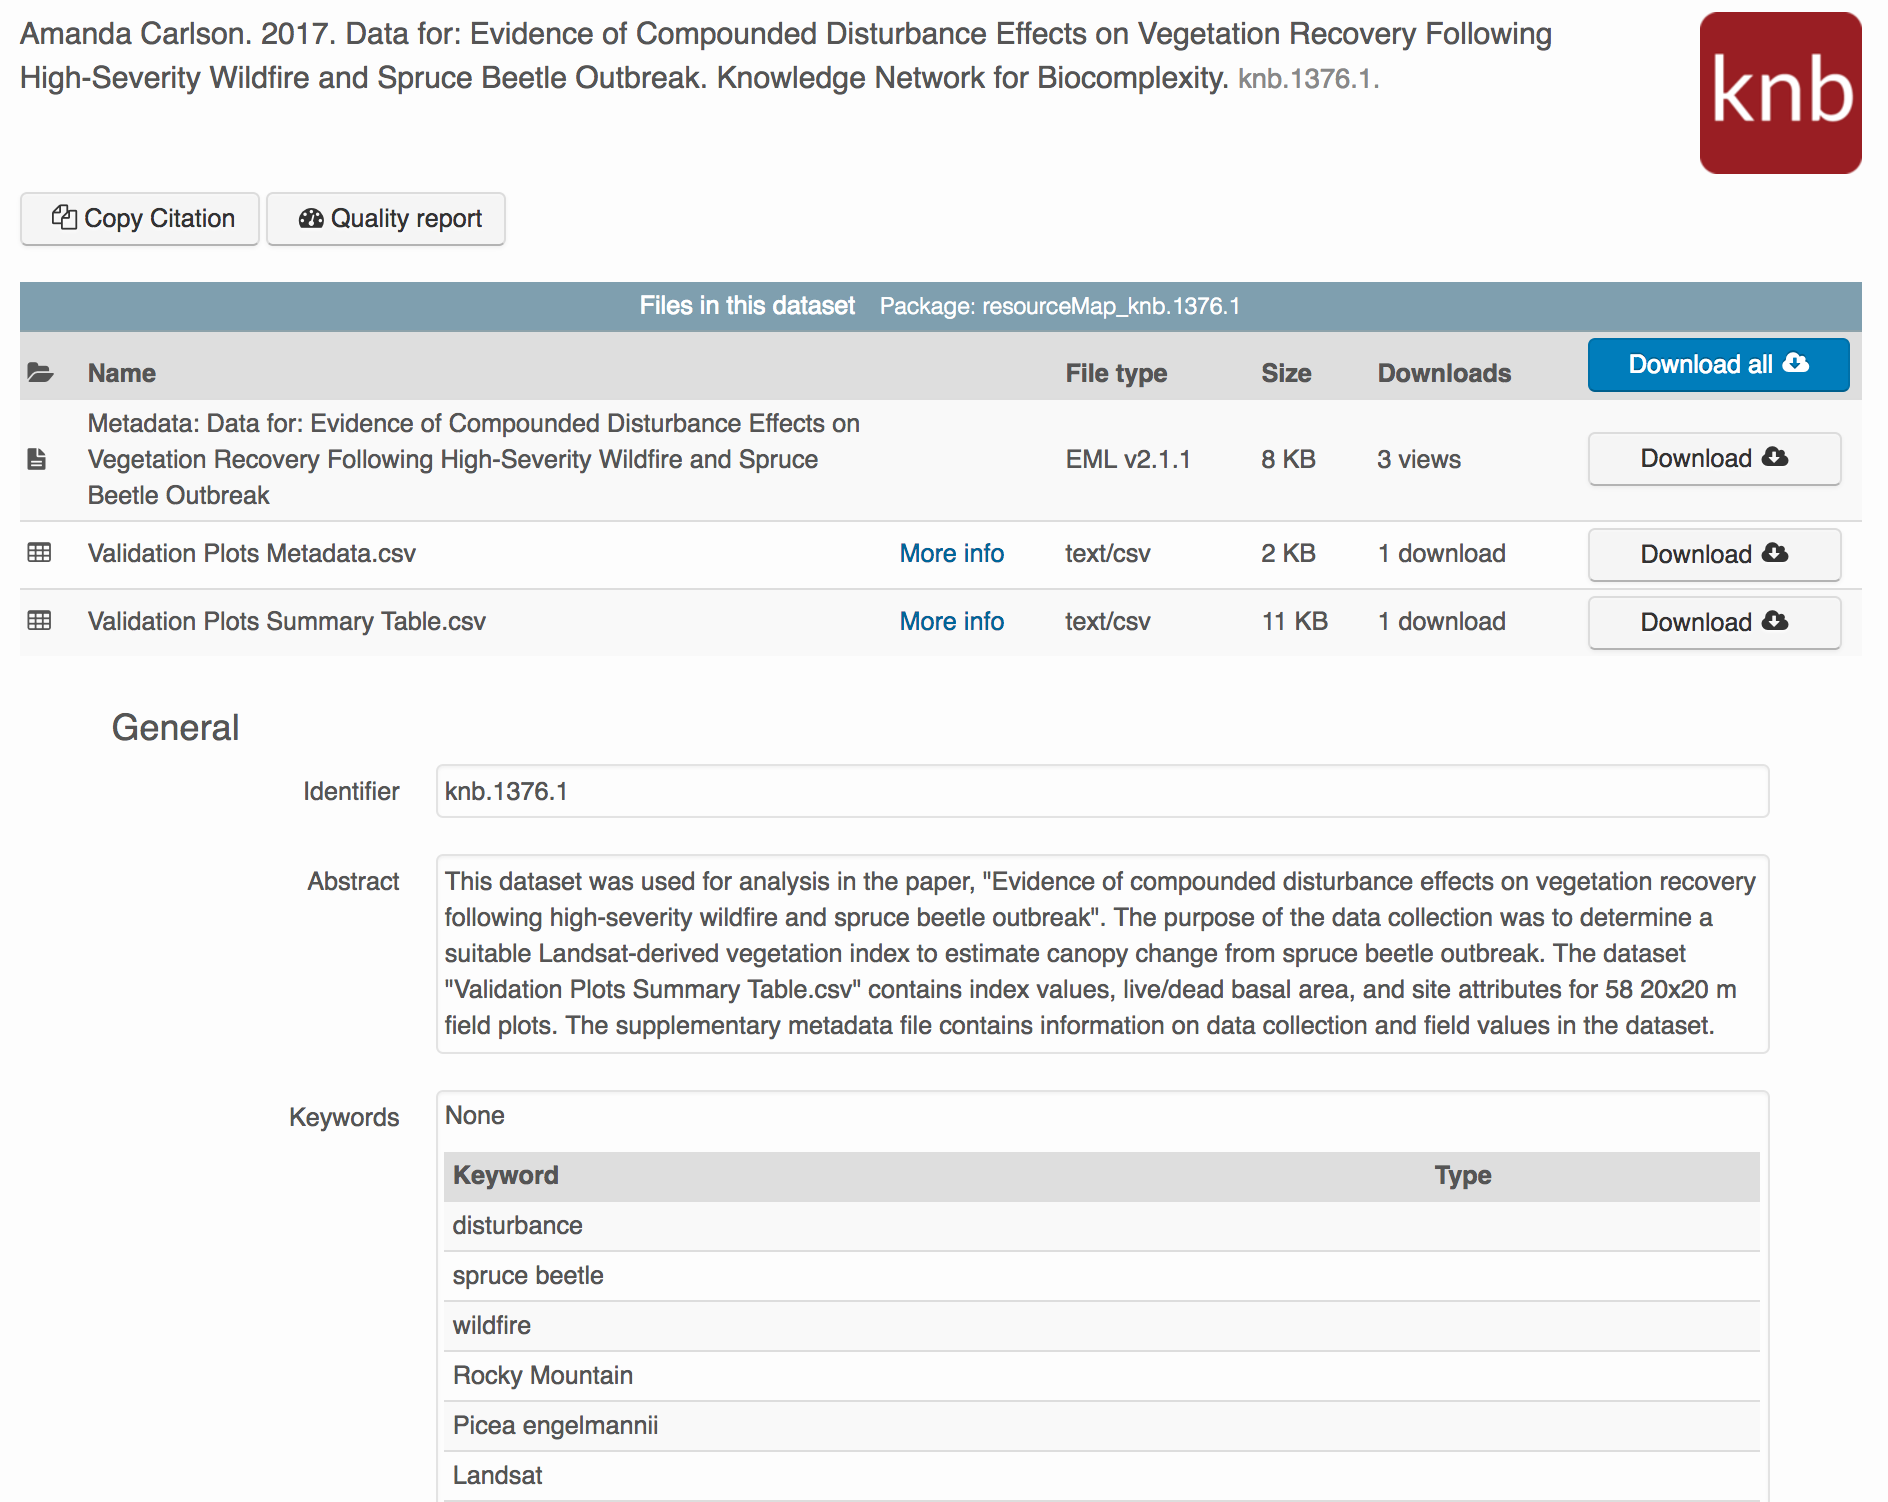 Amanda Carlson. 2017. Data for: Evidence of Compounded Disturbance Effects on Vegetation Recovery Following
High-Severity Wildfire and Spruce Beetle Outbreak. Knowledge Network for Biocomplexity. knb.1376.1.
knb
Copy Citation
Quality report
Files in this dataset Package: resourceMap_knb.1376.1
Name File type Size Downloads Download all
Metadata: Data for: Evidence of Compounded Disturbance Effects on
Vegetation Recovery Following High-Severity Wildfire and Spruce
Beetle Outbreak
EML v2.1.1 8 KB 3 views Download
Validation Plots Metadata.csv More info text/csv 2 KB 1 download Download
Validation Plots Summary Table.csv More info text/csv 11 KB 1 download Download
General
Identifier knb.1376.1
Abstract
This dataset was used for analysis in the paper, "Evidence of compounded disturbance effects on vegetation recovery
following high-severity wildfire and spruce beetle outbreak". The purpose of the data collection was to determine a
suitable Landsat-derived vegetation index to estimate canopy change from spruce beetle outbreak. The dataset
"Validation Plots Summary Table.csv" contains index values, live/dead basal area, and site attributes for 58 20x20 m
field plots. The supplementary metadata file contains information on data collection and field values in the dataset.
Keywords None
Keyword Type
disturbance
spruce beetle
wildfire
Rocky Mountain
Picea engelmannii
Landsat